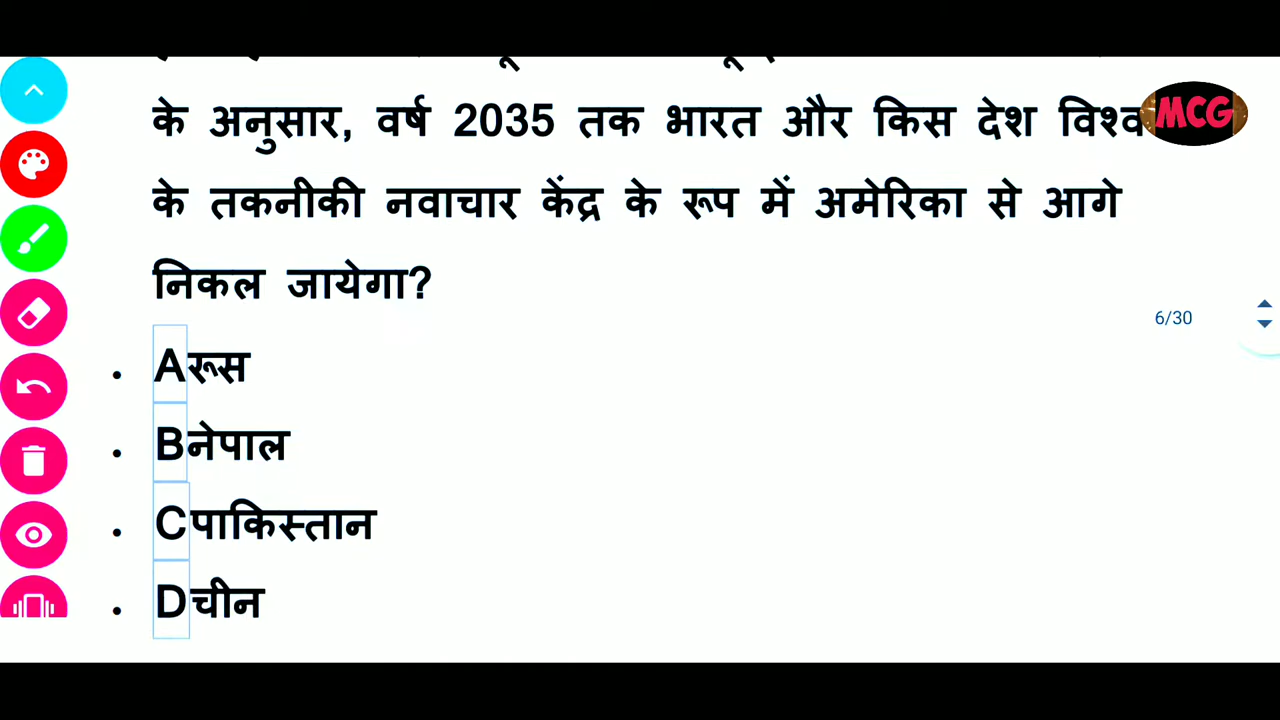 के अनुसार, वर्ष 2035 तक भारत और किस देश विश्व
MCG
के तकनीकी नवाचार केंद्र के रूप में अमेरिका से आगे
निकल जायेगा?
6/30
• Aरूस
• Bनेपाल
• Cपाकिस्तान
• Dचीन